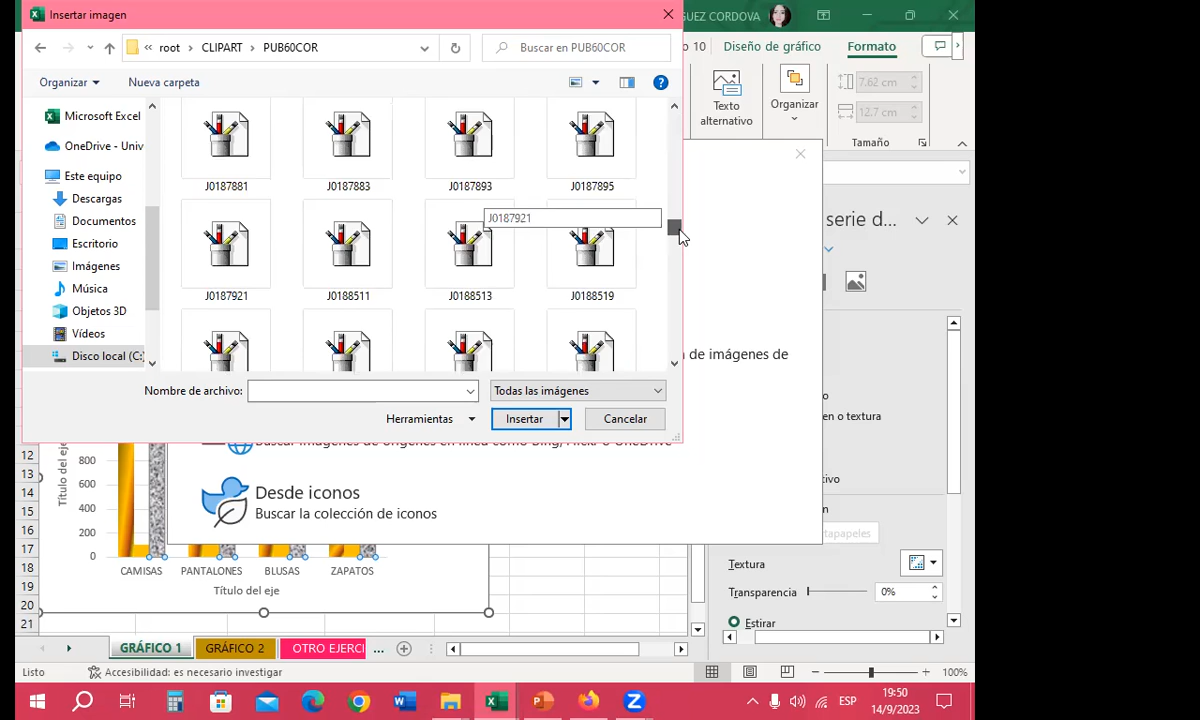 Insertar imagen
GUEZ CORDOVA
root
CLIPART
PUB60COR
Buscar en PUB60COR
o 10
Diseño de gráfico
Formato
Organizar
Nueva carpeta
Texto
alternativo
Organizar
7.62 cm
12.7 cm
Tamaño
Microsoft Excel
OneDrive - Univ
Este equipo
Descargas
Documentos
Escritorio
Imágenes
Música
Objetos 3D
Vídeos
Disco local (C:)
J0187881
J0187883
J0187893
J0187895
J0187921
J0187921
J0188511
J0188513
J0188519
serie d...
de imágenes de
o
en o textura
tivo
n
tapapeles
Nombre de archivo:
Todas las imágenes
Herramientas
Insertar
Cancelar
Buscar imágenes de orígenes en línea como Bing, Flickr o OneDrive
Desde iconos
Buscar la colección de iconos
12
13
14
15
16
17
18
19
20
21
Título del eje
800
600
400
200
0
CAMISAS
PANTALONES
BLUSAS
ZAPATOS
Título del eje
Textura
Transparencia
0%
Estirar
GRÁFICO 1
GRÁFICO 2
OTRO EJERCI
...
Listo
Accesibilidad: es necesario investigar
100%
ESP
19:50
14/9/2023